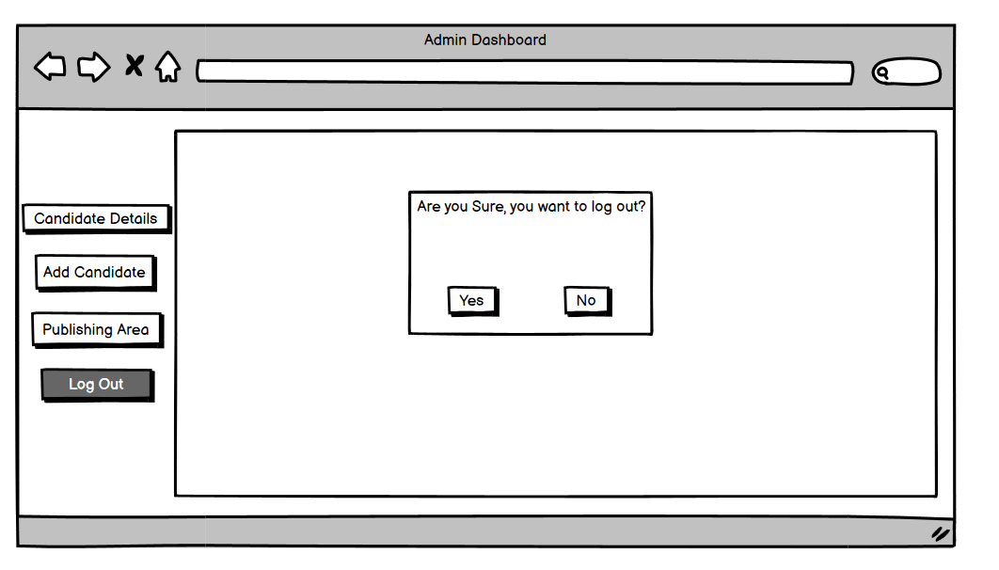 Admin Dashboard
Candidate Details
Add Candidate
Publishing Area
Log Out
Are you Sure, you want to log out?
Yes
No